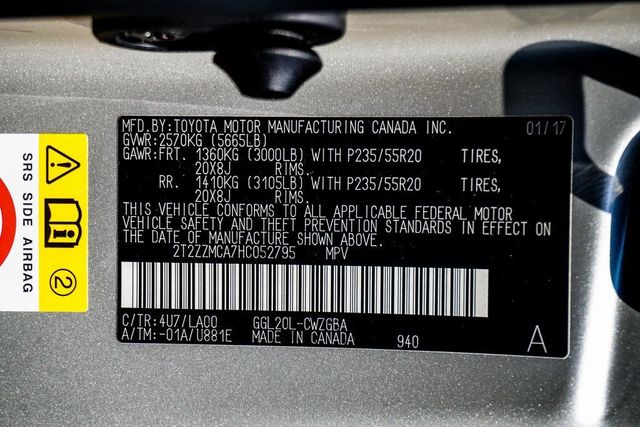 MFD.BY:TOYOTA MOTOR MANUFACTURING CANADA INC. 01/17
GVWR:2570KG (5665LB)
GAWR:FRT. 1360KG (3000LB) WITH P235/55R20 TIRES,
20X8J RIMS.
RR. 1410KG (3105LB) WITH P235/55R20 TIRES,
20X8J RIMS.
THIS VEHICLE CONFORMS TO ALL APPLICABLE FEDERAL MOTOR
VEHICLE SAFETY AND THEFT PREVENTION STANDARDS IN EFFECT ON
THE DATE OF MANUFACTURE SHOWN ABOVE.
2T2ZZMCA7HC052795 MPV
C/TR:4U7/LA00 GGL20L-CWZGBA
A/TM:-01A/U881E MADE IN CANADA 940 A
SRS SIDE AIRBAG
2